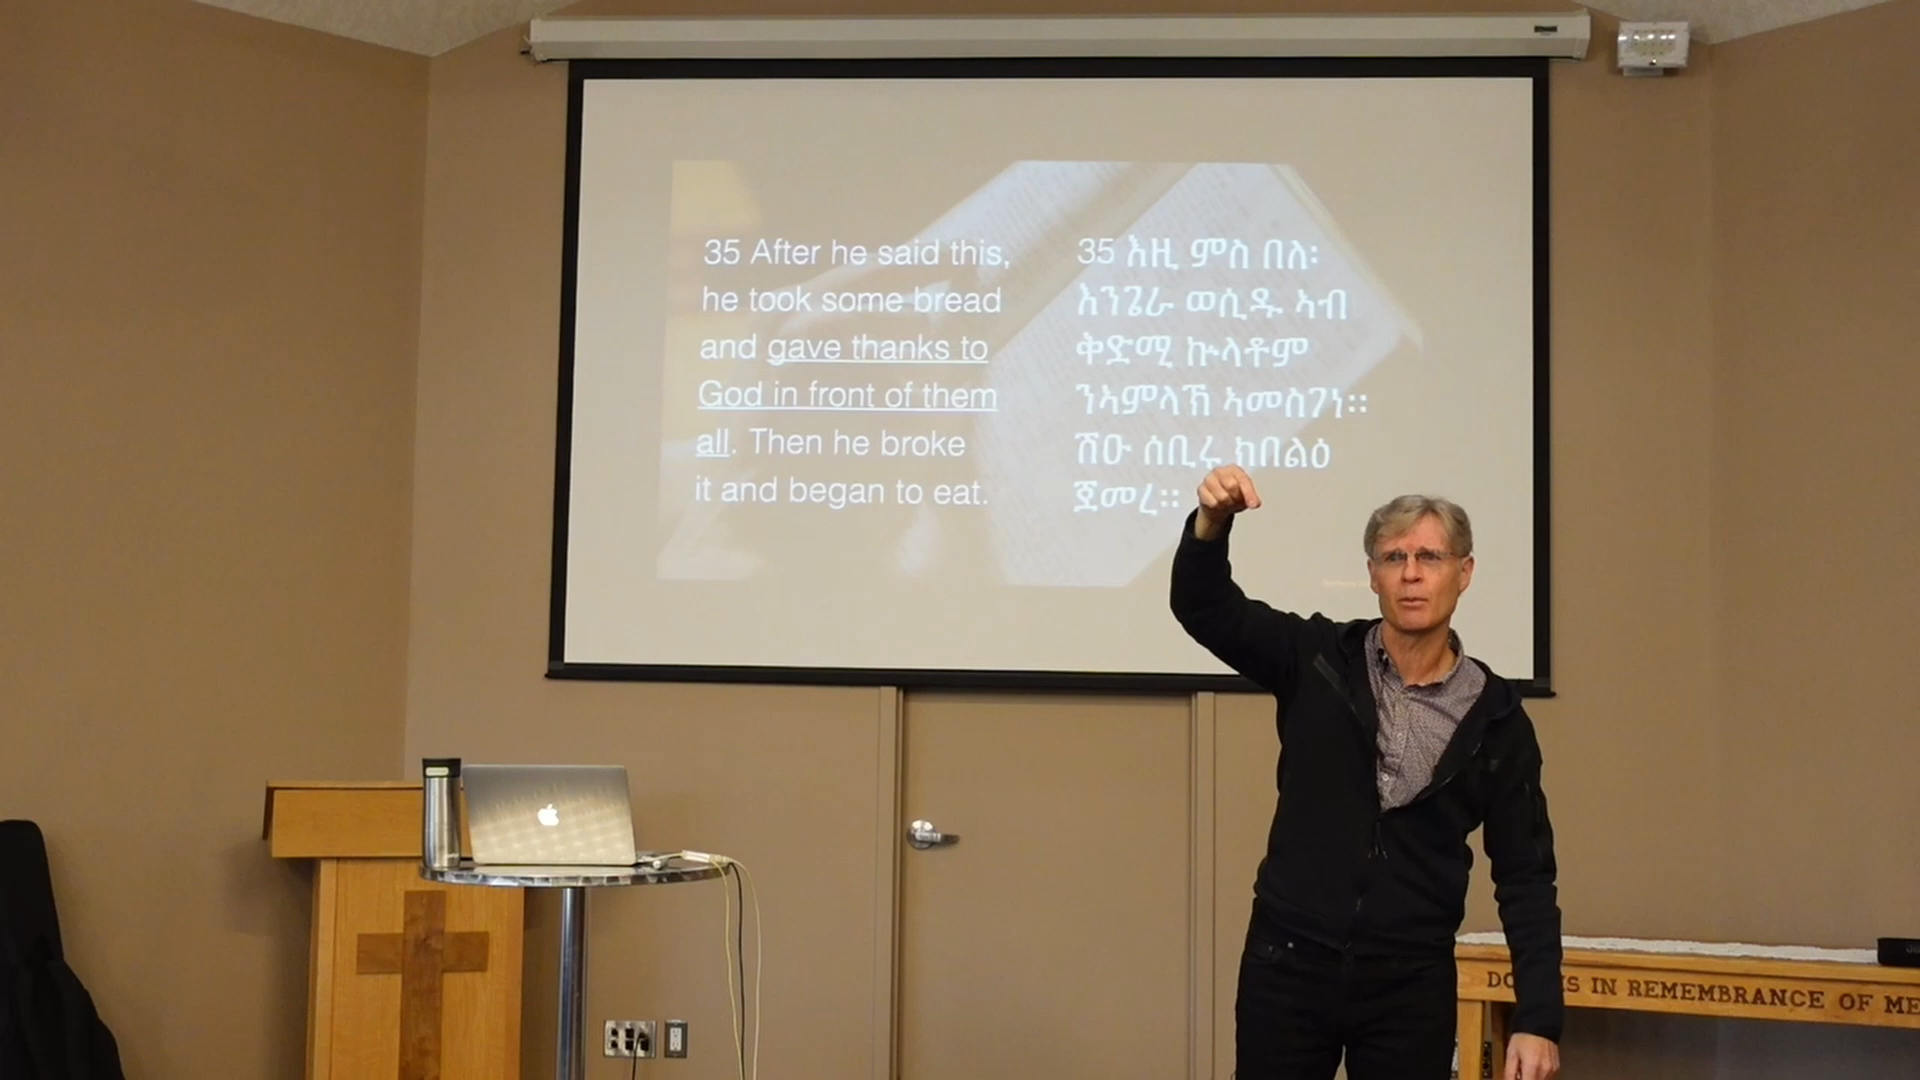 35 After he said this,
he took some bread
and gave thanks to
God in front of them
all. Then he broke
it and began to eat.
35 እዚ ምስ በለ፡
እንጌራ ወሲዱ ኣብ
ቅድሚ ኵላቶም
ንኣምላኽ ኣመስገነ።
ሽዑ ሰቢሩ ክበልዕ
ጀመረ።
IS IN REMEMBRANCE OF ME